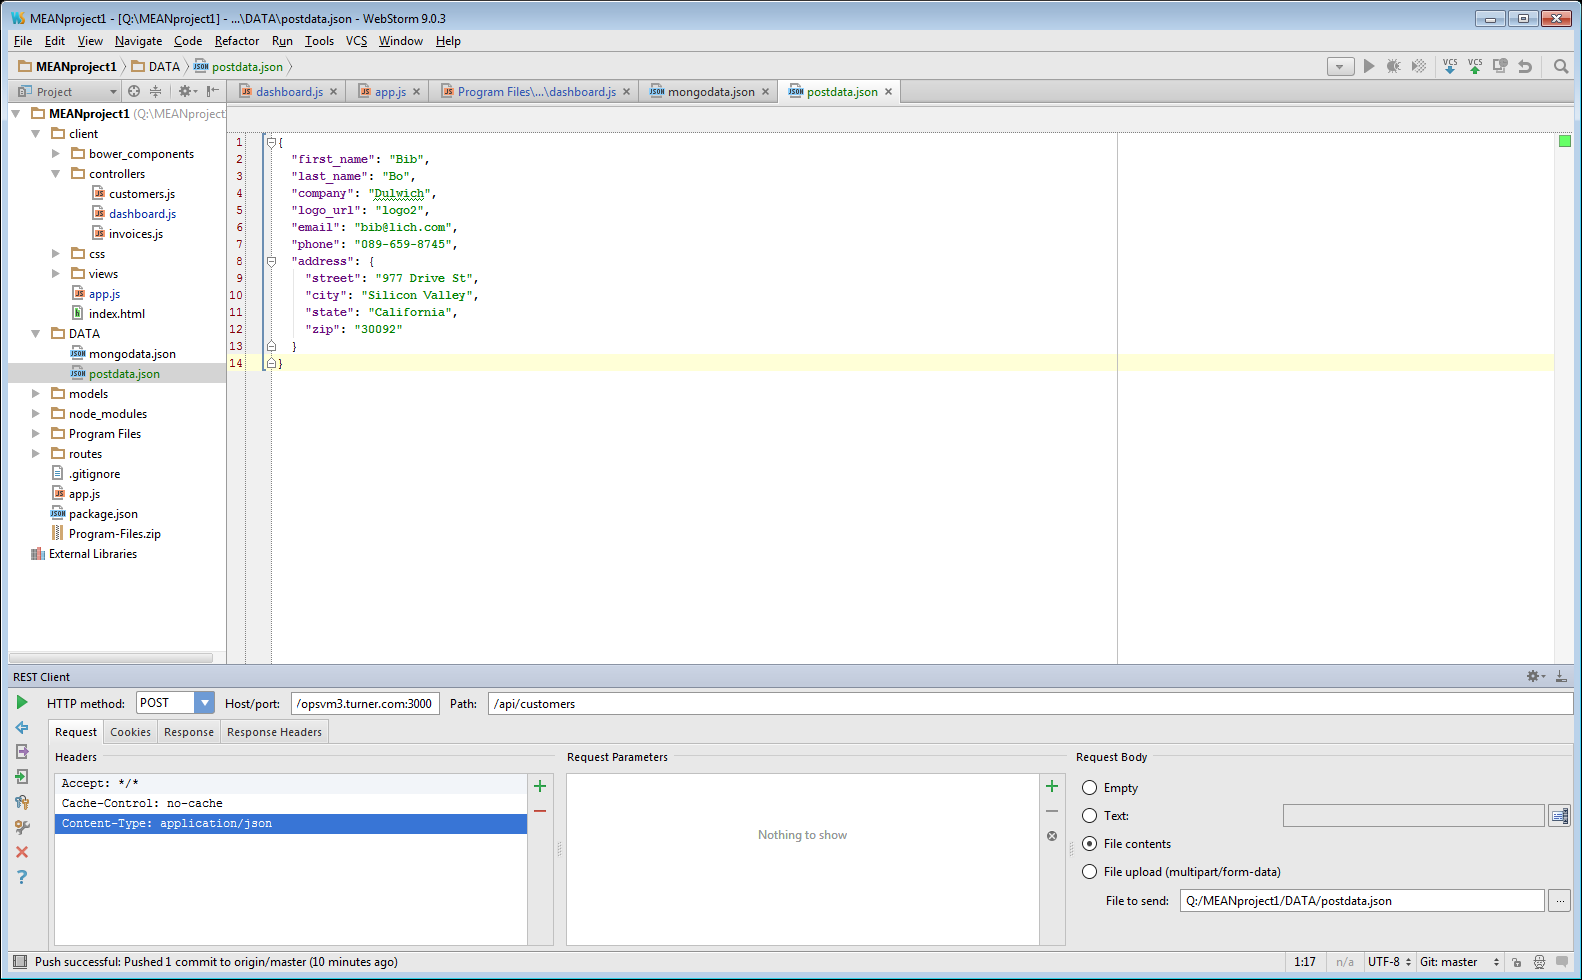 MEANproject1 - [Q:\MEANproject1] - ...\DATA\postdata.json - WebStorm 9.0.3
File Edit View Navigate Code Refactor Run Tools VCS Window Help
MEANproject1 DATA postdata.json
VCS VCS
Project
dashboard.js app.js Program Files\...\dashboard.js mongodata.json postdata.json
MEANproject1 (Q:\MEANproject
client
bower_components
controllers
customers.js
dashboard.js
invoices.js
css
views
app.js
index.html
DATA
mongodata.json
postdata.json
models
node_modules
Program Files
routes
.gitignore
app.js
package.json
Program-Files.zip
External Libraries
1 {
2 "first_name": "Bib",
3 "last_name": "Bo",
4 "company": "Dulwich",
5 "logo_url": "logo2",
6 "email": "bib@lich.com",
7 "phone": "089-659-8745",
8 "address": {
9 "street": "977 Drive St",
10 "city": "Silicon Valley",
11 "state": "California",
12 "zip": "30092"
13 }
14 }
REST Client
HTTP method: POST Host/port: /opsvm3.turner.com:3000 Path: /api/customers
Request Cookies Response Response Headers
Headers
Accept: */*
Cache-Control: no-cache
Content-Type: application/json
Request Parameters
Nothing to show
Request Body
Empty
Text:
File contents
File upload (multipart/form-data)
File to send: Q:/MEANproject1/DATA/postdata.json ...
Push successful: Pushed 1 commit to origin/master (10 minutes ago) 1:17 n/a UTF-8 Git: master